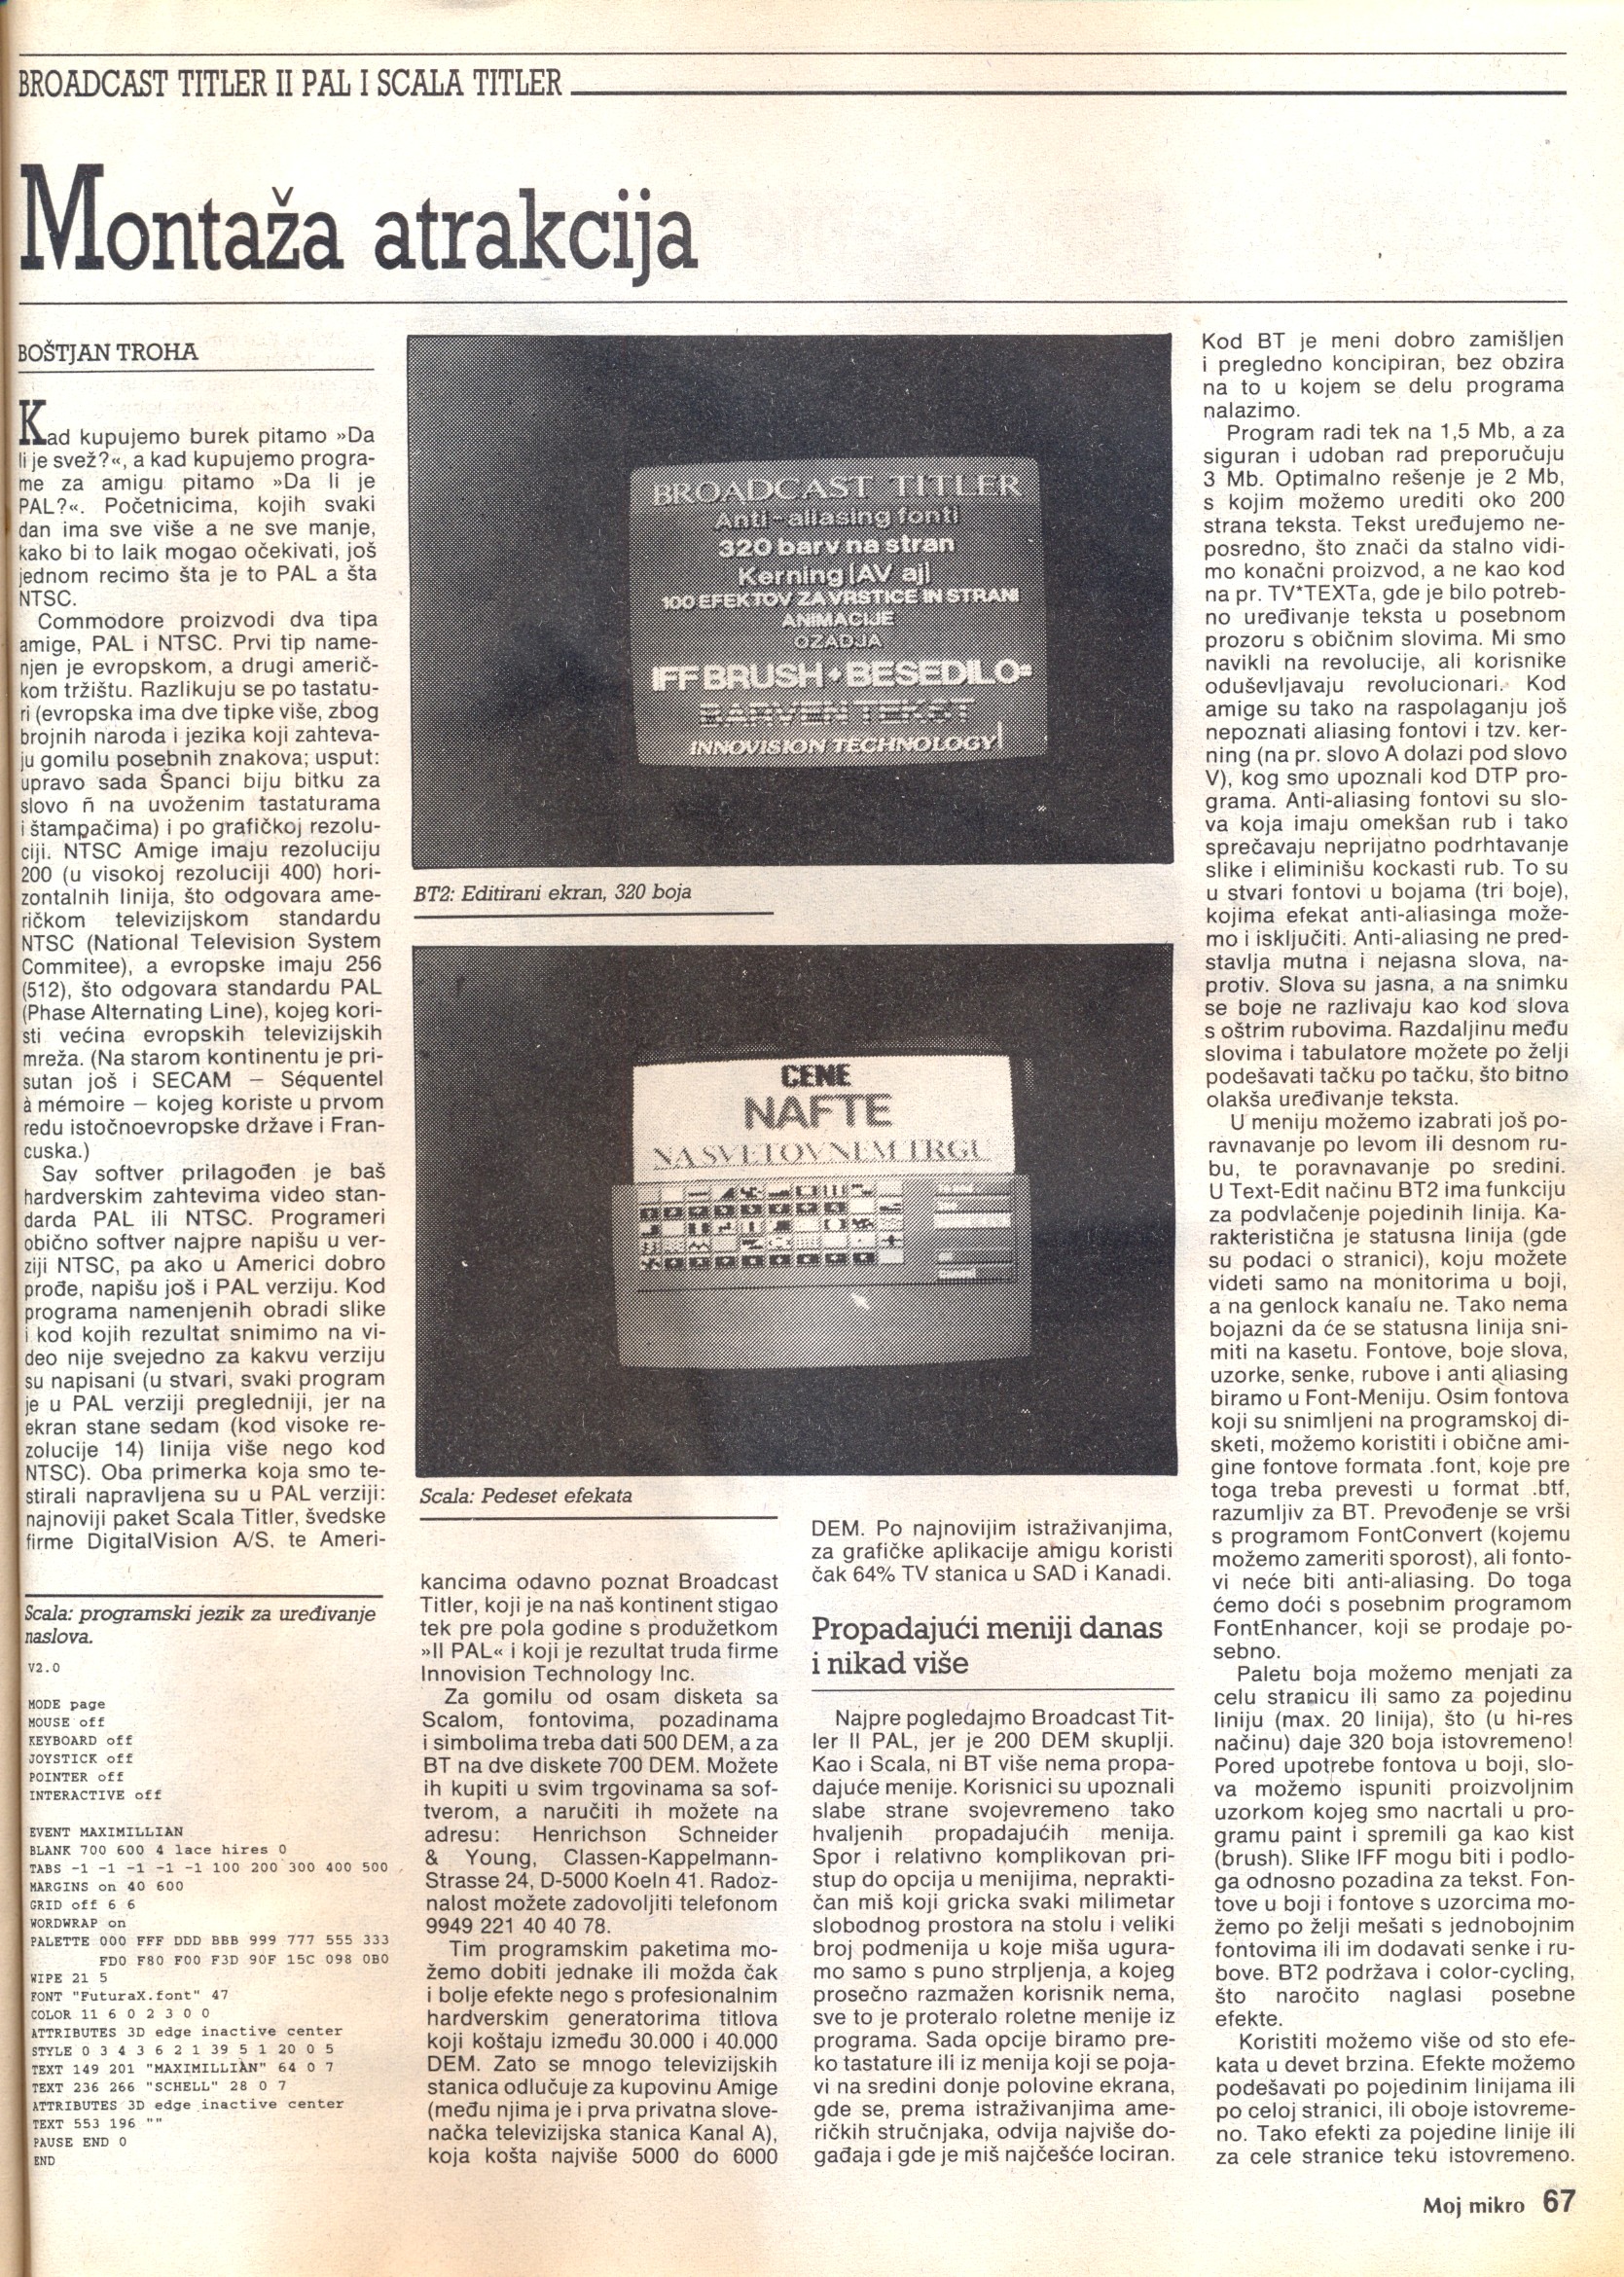 BROADCAST TITLER II PAL I SCALA TITLER
Montaža atrakcija
BOŠTJAN TROHA
Kad kupujemo burek pitamo »Da
li je svež?«, a kad kupujemo progra-
me za amigu pitamo »Da li je
PAL?«. Početnicima, kojih svaki
dan ima sve više a ne sve manje,
kako bi to laik mogao očekivati, još
jednom recimo šta je to PAL a šta
NTSC.
Commodore proizvodi dva tipa
amige, PAL i NTSC. Prvi tip name-
njen je evropskom, a drugi američ-
kom tržištu. Razlikuju se po tastatu-
ri (evropska ima dve tipke više, zbog
brojnih naroda i jezika koji zahteva-
ju gomilu posebnih znakova; usput:
upravo sada Španci biju bitku za
slovo ñ na uvoženim tastaturama
i štampačima) i po grafičkoj rezolu-
ciji. NTSC Amige imaju rezoluciju
200 (u visokoj rezoluciji 400) hori-
zontalnih linija, što odgovara ame-
ričkom televizijskom standardu
NTSC (National Television System
Commitee), a evropske imaju 256
(512), što odgovara standardu PAL
(Phase Alternating Line), kojeg kori-
sti većina evropskih televizijskih
mreža. (Na starom kontinentu je pri-
sutan još i SECAM – Séquentel
à mémoire – kojeg koriste u prvom
redu istočnoevropske države i Fran-
cuska.)
Sav softver prilagođen je baš
hardverskim zahtevima video stan-
darda PAL ili NTSC. Programeri
obično softver najpre napišu u ver-
ziji NTSC, pa ako u Americi dobro
prođe, napišu još i PAL verziju. Kod
programa namenjenih obradi slike
i kod kojih rezultat snimimo na vi-
deo nije svejedno za kakvu verziju
su napisani (u stvari, svaki program
je u PAL verziji pregledniji, jer na
ekran stane sedam (kod visoke re-
zolucije 14) linija više nego kod
NTSC). Oba primerka koja smo te-
stirali napravljena su u PAL verziji:
najnoviji paket Scala Titler, švedske
firme DigitalVision A/S. te Ameri-
Scala: programski jezik za uređivanje
naslova.
V2.0
MODE page
MOUSE off
KEYBOARD off
JOYSTICK off
POINTER off
INTERACTIVE off
EVENT MAXIMILLIAN
BLANK 700 600 4 lace hires 0
TABS -1 -1 -1 -1 -1 100 200 300 400 500
MARGINS on 40 600
GRID off 6 6
WORDWRAP on
PALETTE 000 FFF DDD BBB 999 777 555 333
FD0 F80 F00 F3D 90F 15C 098 0B0
WIPE 21 5
FONT "FuturaX.font" 47
COLOR 11 6 0 2 3 0 0
ATTRIBUTES 3D edge inactive center
STYLE 0 3 4 3 6 2 1 39 5 1 20 0 5
TEXT 149 201 "MAXIMILLIAN" 64 0 7
TEXT 236 266 "SCHELL" 28 0 7
ATTRIBUTES 3D edge inactive center
TEXT 553 196 ""
PAUSE END 0
END
BROADCAST TITLER
Anti-aliasing fonti
320 barv na stran
Kerning (AV aj)
100 EFEKTOV ZA VRSTICE IN STRANI
ANIMACIJE
OZADJA
IFF BRUSH + BESEDILO=
BARVEN TEKST
INNOVISION TECHNOLOGY
BT2: Editirani ekran, 320 boja
CENE
NAFTE
NA SVETOVNEM TRGU
Scala: Pedeset efekata
kancima odavno poznat Broadcast
Titler, koji je na naš kontinent stigao
tek pre pola godine s produžetkom
»II PAL« i koji je rezultat truda firme
Innovision Technology Inc.
Za gomilu od osam disketa sa
Scalom, fontovima, pozadinama
i simbolima treba dati 500 DEM, a za
BT na dve diskete 700 DEM. Možete
ih kupiti u svim trgovinama sa sof-
tverom, a naručiti ih možete na
adresu: Henrichson Schneider
& Young, Classen-Kappelmann-
Strasse 24, D-5000 Koeln 41. Radoz-
nalost možete zadovoljiti telefonom
9949 221 40 40 78.
Tim programskim paketima mo-
žemo dobiti jednake ili možda čak
i bolje efekte nego s profesionalnim
hardverskim generatorima titlova
koji koštaju između 30.000 i 40.000
DEM. Zato se mnogo televizijskih
stanica odlučuje za kupovinu Amige
(među njima je i prva privatna slove-
načka televizijska stanica Kanal A),
koja košta najviše 5000 do 6000
DEM. Po najnovijim istraživanjima,
za grafičke aplikacije amigu koristi
čak 64% TV stanica u SAD i Kanadi.
Propadajući meniji danas
i nikad više
Najpre pogledajmo Broadcast Tit-
ler II PAL, jer je 200 DEM skuplji.
Kao i Scala, ni BT više nema propa-
dajuće menije. Korisnici su upoznali
slabe strane svojevremeno tako
hvaljenih propadajućih menija.
Spor i relativno komplikovan pri-
stup do opcija u menijima, neprakti-
čan miš koji gricka svaki milimetar
slobodnog prostora na stolu i veliki
broj podmenija u koje miša ugura-
mo samo s puno strpljenja, a kojeg
prosečno razmažen korisnik nema,
sve to je proteralo roletne menije iz
programa. Sada opcije biramo pre-
ko tastature ili iz menija koji se poja-
vi na sredini donje polovine ekrana,
gde se, prema istraživanjima ame-
ričkih stručnjaka, odvija najviše do-
gađaja i gde je miš najčešće lociran.
Kod BT je meni dobro zamišljen
i pregledno koncipiran, bez obzira
na to u kojem se delu programa
nalazimo.
Program radi tek na 1,5 Mb, a za
siguran i udoban rad preporučuju
3 Mb. Optimalno rešenje je 2 Mb,
s kojim možemo urediti oko 200
strana teksta. Tekst uređujemo ne-
posredno, što znači da stalno vidi-
mo konačni proizvod, a ne kao kod
na pr. TV*TEXTa, gde je bilo potreb-
no uređivanje teksta u posebnom
prozoru s običnim slovima. Mi smo
navikli na revolucije, ali korisnike
oduševljavaju revolucionari. Kod
amige su tako na raspolaganju još
nepoznati aliasing fontovi i tzv. ker-
ning (na pr. slovo A dolazi pod slovo
V), kog smo upoznali kod DTP pro-
grama. Anti-aliasing fontovi su slo-
va koja imaju omekšan rub i tako
sprečavaju neprijatno podrhtavanje
slike i eliminišu kockasti rub. To su
u stvari fontovi u bojama (tri boje),
kojima efekat anti-aliasinga može-
mo i isključiti. Anti-aliasing ne pred-
stavlja mutna i nejasna slova, na-
protiv. Slova su jasna, a na snimku
se boje ne razlivaju kao kod slova
s oštrim rubovima. Razdaljinu među
slovima i tabulatore možete po želji
podešavati tačku po tačku, što bitno
olakša uređivanje teksta.
U meniju možemo izabrati još po-
ravnavanje po levom ili desnom ru-
bu, te poravnavanje po sredini.
U Text-Edit načinu BT2 ima funkciju
za podvlačenje pojedinih linija. Ka-
rakteristična je statusna linija (gde
su podaci o stranici), koju možete
videti samo na monitorima u boji,
a na genlock kanalu ne. Tako nema
bojazni da će se statusna linija sni-
miti na kasetu. Fontove, boje slova,
uzorke, senke, rubove i anti aliasing
biramo u Font-Meniju. Osim fontova
koji su snimljeni na programskoj di-
sketi, možemo koristiti i obične ami-
gine fontove formata .font, koje pre
toga treba prevesti u format .btf,
razumljiv za BT. Prevođenje se vrši
s programom FontConvert (kojemu
možemo zameriti sporost), ali fonto-
vi neće biti anti-aliasing. Do toga
ćemo doći s posebnim programom
FontEnhancer, koji se prodaje po-
sebno.
Paletu boja možemo menjati za
celu stranicu ili samo za pojedinu
liniju (max. 20 linija), što (u hi-res
načinu) daje 320 boja istovremeno!
Pored upotrebe fontova u boji, slo-
va možemo ispuniti proizvoljnim
uzorkom kojeg smo nacrtali u pro-
gramu paint i spremili ga kao kist
(brush). Slike IFF mogu biti i podlo-
ga odnosno pozadina za tekst. Fon-
tove u boji i fontove s uzorcima mo-
žemo po želji mešati s jednobojnim
fontovima ili im dodavati senke i ru-
bove. BT2 podržava i color-cycling,
što naročito naglasi posebne
efekte.
Koristiti možemo više od sto efe-
kata u devet brzina. Efekte možemo
podešavati po pojedinim linijama ili
po celoj stranici, ili oboje istovreme-
no. Tako efekti za pojedine linije ili
za cele stranice teku istovremeno.
Moj mikro 67